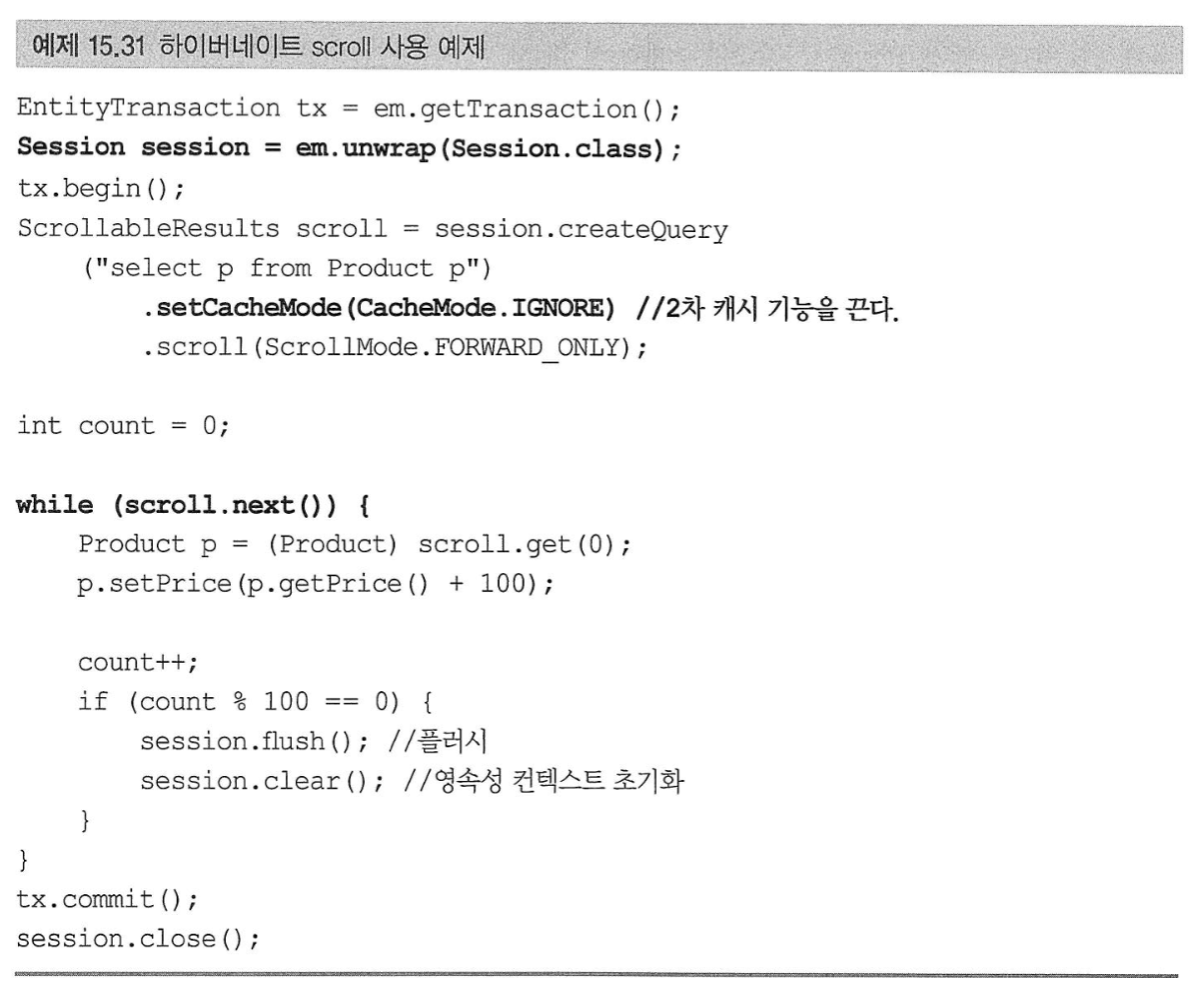 예제 15.31 하이버네이트 scroll 사용 예제
EntityTransaction tx = em.getTransaction();
Session session = em.unwrap(Session.class);
tx.begin();
ScrollableResults scroll = session.createQuery
    ("select p from Product p")
        .setCacheMode(CacheMode.IGNORE) //2차 캐시 기능을 끈다.
        .scroll(ScrollMode.FORWARD_ONLY);
int count = 0;
while (scroll.next()) {
    Product p = (Product) scroll.get(0);
    p.setPrice(p.getPrice() + 100);
    count++;
    if (count % 100 == 0) {
        session.flush(); //플러시
        session.clear(); //영속성 컨텍스트 초기화
    }
}
tx.commit();
session.close();